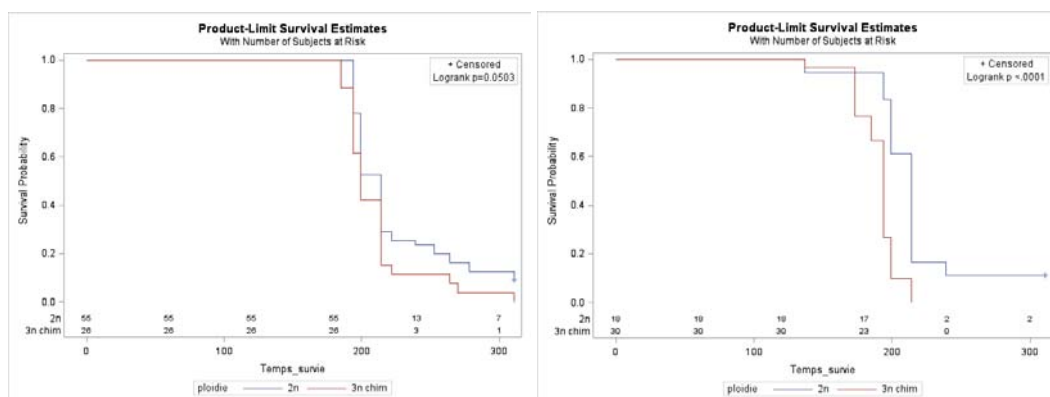 Product-Limit Survival Estimates
With Number of Subjects at Risk
+ Censored
Logrank p=0.0503
Survival Probability
1.0
0.8
0.6
0.4
0.2
0.0
2n 55 55 55 55 13 7
3n chim 26 26 26 26 3 1
0 100 200 300
Temps_survie
ploidie 2n 3n chim
Product-Limit Survival Estimates
With Number of Subjects at Risk
+ Censored
Logrank p <.0001
Survival Probability
1.0
0.8
0.6
0.4
0.2
0.0
2n 19 19 19 17 2 2
3n chim 30 30 30 23 0
0 100 200 300
Temps_survie
ploidie 2n 3n chim